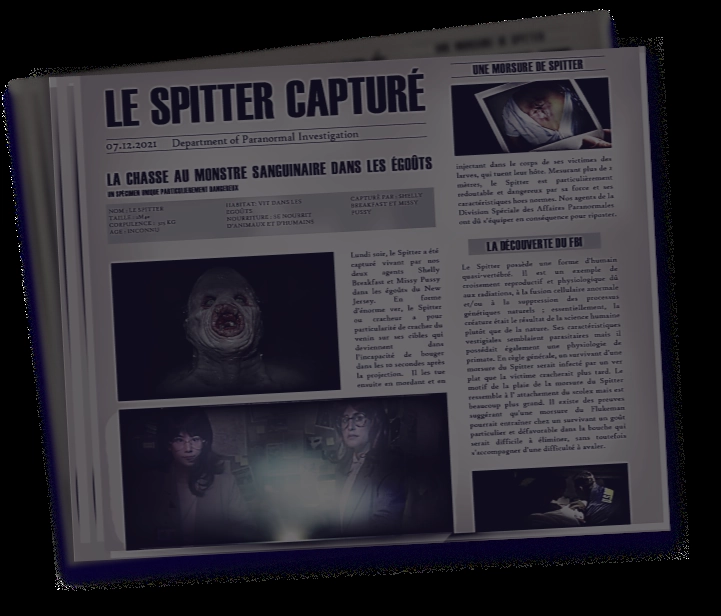 LE SPITTER CAPTURÉ
07.12.2021 Department of Paranormal Investigation
LA CHASSE AU MONSTRE SANGUINAIRE DANS LES ÉGOÛTS
UN SPÉCIMEN UNIQUE PARTICULIÈREMENT DANGEREUX
NOM : LE SPITTER
TAILLE :
CORPULENCE : KG
AGE : INCONNU
HABITAT : VIT DANS LES
EGOÛTS
NOURRITURE : SE NOURRIT
D'ANIMAUX ET D'HUMAINS
CAPTURÉ PAR : SHELLY
BREAKFAST ET MISSY
PUSSY
Lundi soir, le Spitter a été
capturé vivant par nos
deux agents Shelly
Breakfast et Missy Pussy
dans les égoûts du New
Jersey. En forme
d'énorme ver, le Spitter
ou cracheur a pour
particularité de cracher du
venin sur ses cibles qui
deviennent dans
l'incapacité de bouger
dans les 10 secondes après
la projection. Il les tue
ensuite en mordant et en
UNE MORSURE DE SPITTER
injectant dans le corps de ses victimes des
larves, qui tuent leur hôte. Mesurant plus de 2
mètres, le Spitter est particulièrement
redoutable et dangereux par sa force et ses
caractéristiques hors normes. Nos agents de la
Division Spéciale des Affaires Paranormales
ont dû s'équiper en conséquence pour riposter.
LA DÉCOUVERTE DU FBI
Le Spitter possède une forme d'humain
quasi-vertébré. Il est un exemple de
croisement reproductif et physiologique dû
aux radiations, à la fusion cellulaire anormale
et/ou à la suppression des processus
génétiques naturels ; essentiellement, la
créature était le résultat de la science humaine
plutôt que de la nature. Ses caractéristiques
vestigiales semblaient parasitaires mais il
possédait également une physiologie de
primate. En règle générale, un survivant d'une
morsure du Spitter serait infecté par un ver
plat que la victime cracherait plus tard. Le
motif de la plaie de la morsure du Spitter
ressemble à l'attachement du scolex mais est
beaucoup plus grand. Il existe des preuves
suggérant qu'une morsure du Flukeman
pourrait entraîner chez un survivant un goût
particulier et défavorable dans la bouche qui
serait difficile à éliminer, sans toutefois
s'accompagner d'une difficulté à avaler.